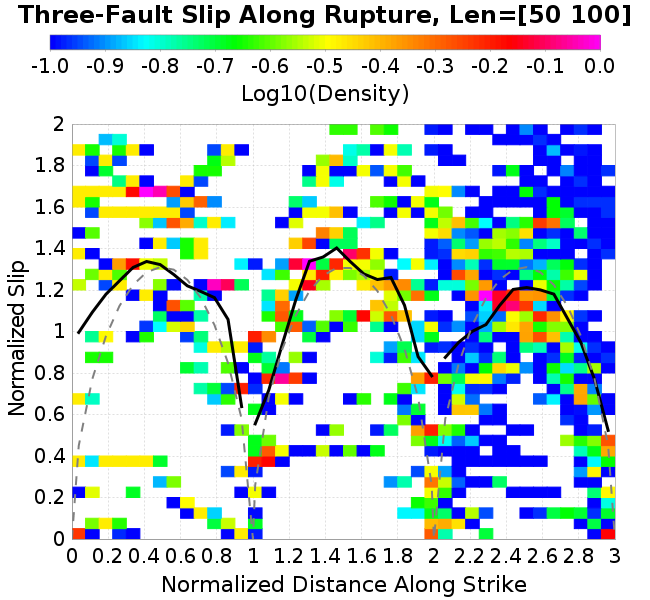 Three-Fault Slip Along Rupture, Len=[50 100]
-1.0 -0.9 -0.8 -0.7 -0.6 -0.5 -0.4 -0.3 -0.2 -0.1 0.0
Log10(Density)
2
1.8
1.6
1.4
1.2
1
0.8
0.6
0.4
0.2
0
Normalized Slip
0 0.2 0.4 0.6 0.8 1 1.2 1.4 1.6 1.8 2 2.2 2.4 2.6 2.8 3
Normalized Distance Along Strike